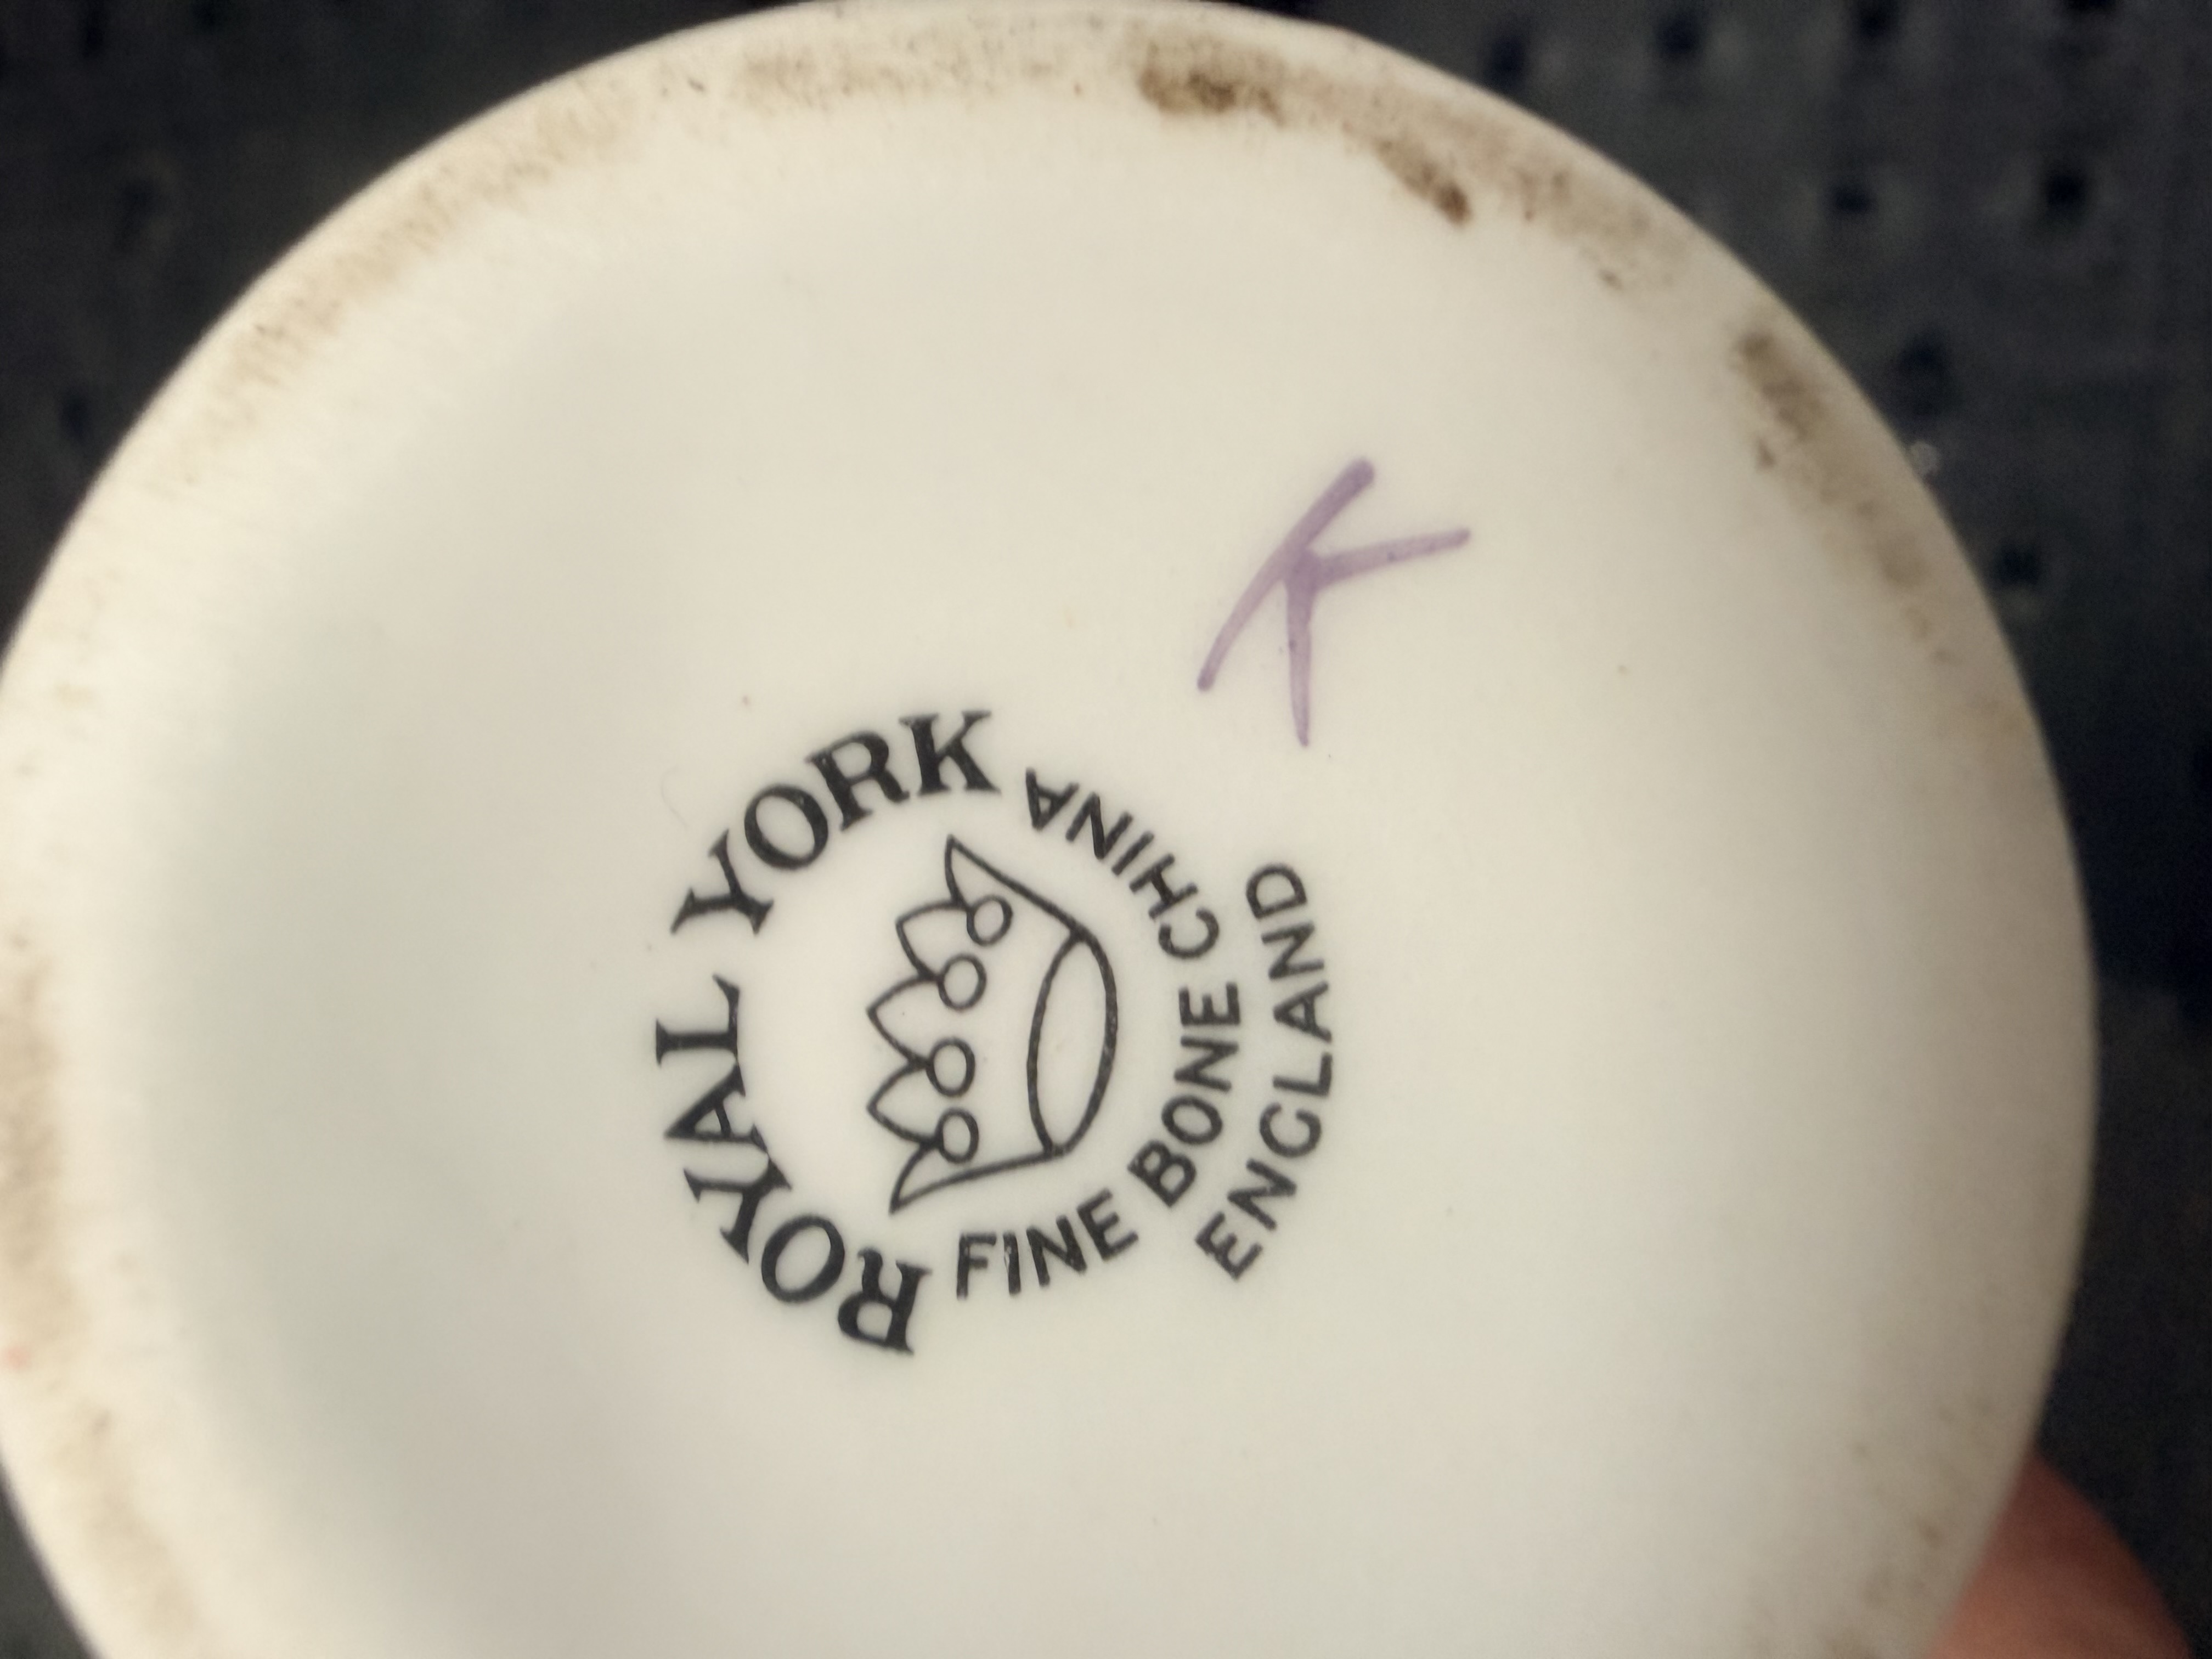 K
ROYAL YORK
FINE BONE CHINA
ENGLAND